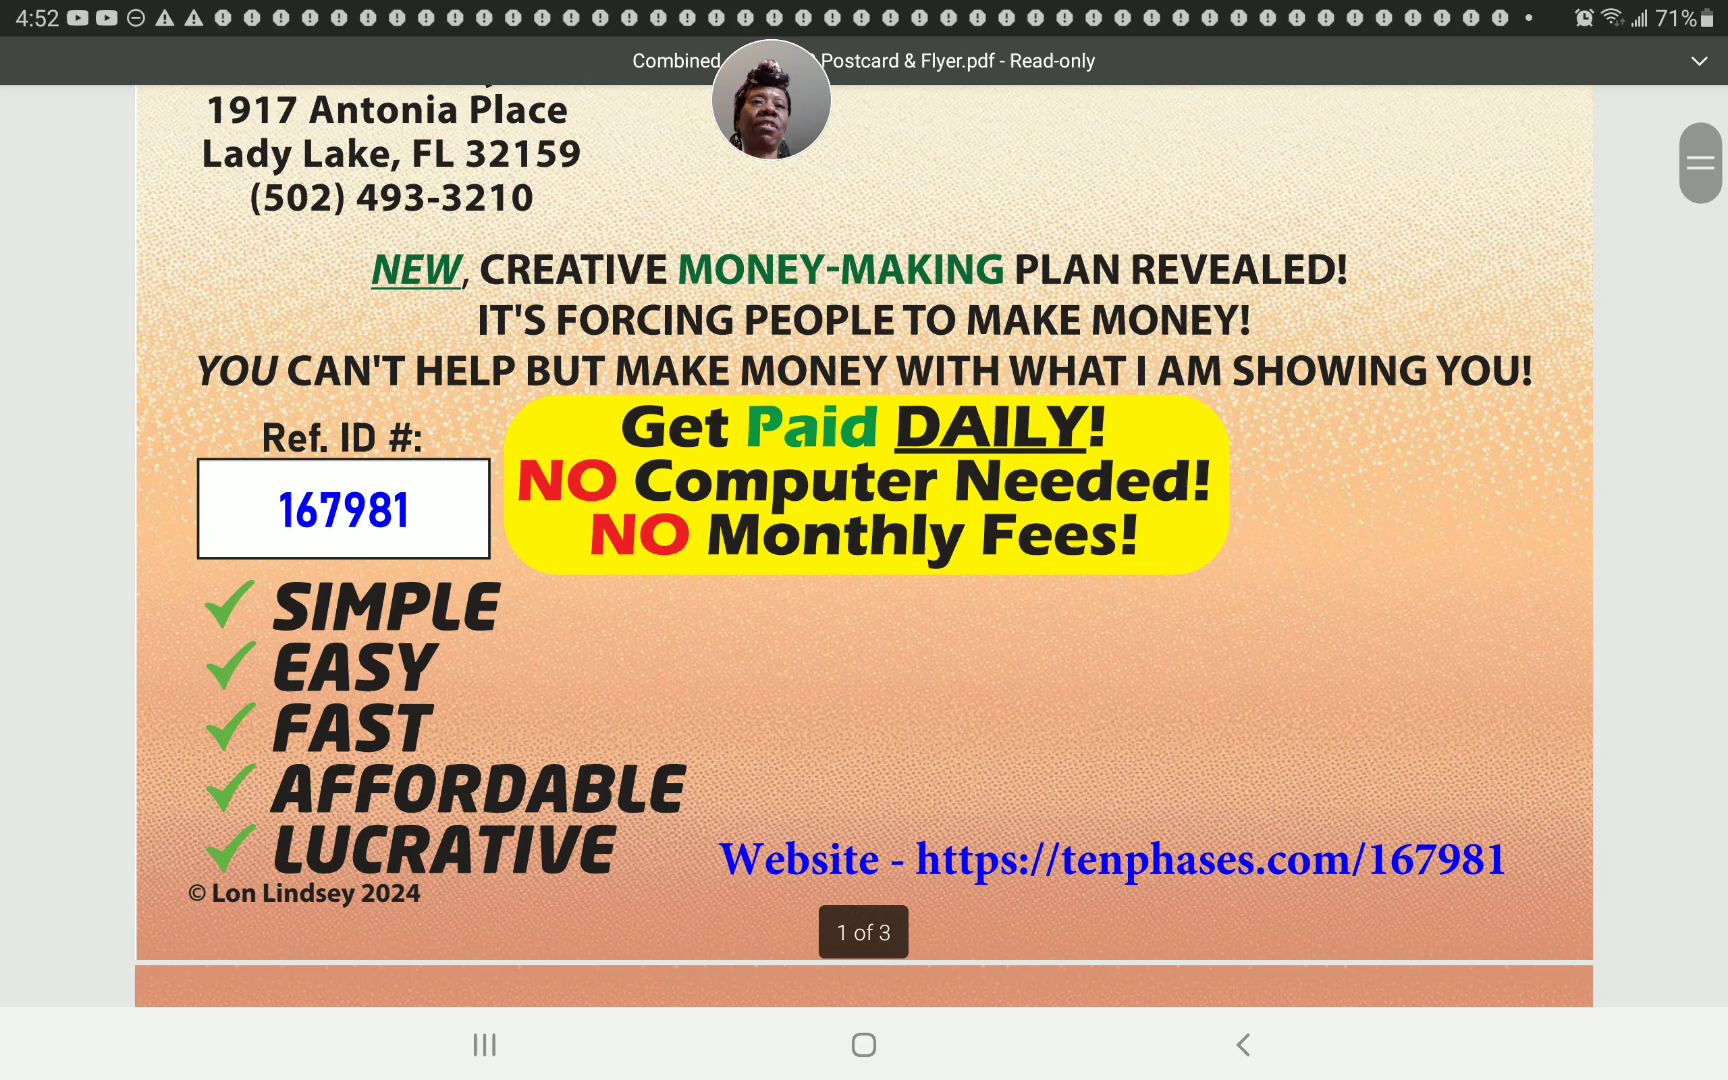 4:52
71%
Combined
Postcard & Flyer.pdf - Read-only
1917 Antonia Place
Lady Lake, FL 32159
(502) 493-3210
NEW, CREATIVE MONEY-MAKING PLAN REVEALED!
IT'S FORCING PEOPLE TO MAKE MONEY!
YOU CAN'T HELP BUT MAKE MONEY WITH WHAT I AM SHOWING YOU!
Ref. ID #:
167981
Get Paid DAILY!
NO Computer Needed!
NO Monthly Fees!
SIMPLE
EASY
FAST
AFFORDABLE
LUCRATIVE
Website - https://tenphases.com/167981
© Lon Lindsey 2024
1 of 3